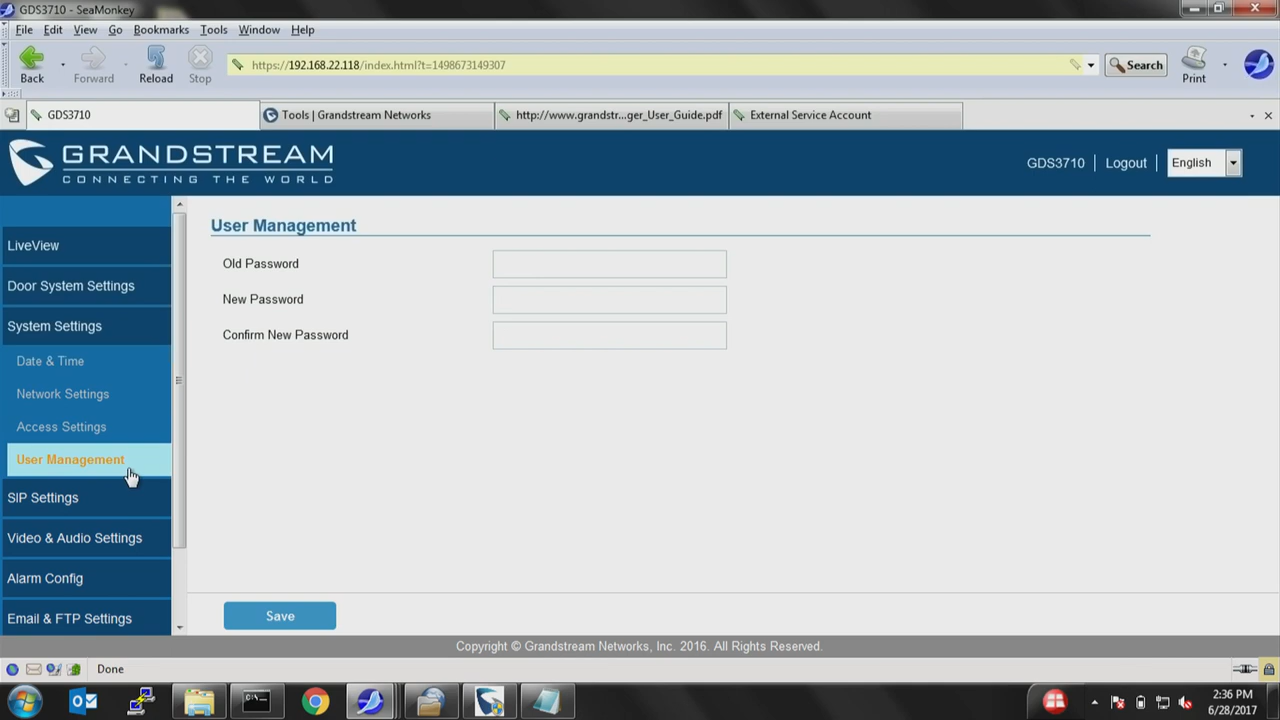 GDS3710 - SeaMonkey
File Edit View Go Bookmarks Tools Window Help
Back Forward Reload Stop https://192.168.22.118/index.html?t=1498673149307 Search Print
GDS3710 Tools | Grandstream Networks http://www.grandstr...ger_User_Guide.pdf External Service Account
GRANDSTREAM
CONNECTING THE WORLD
GDS3710 Logout English
LiveView
Door System Settings
System Settings
Date & Time
Network Settings
Access Settings
User Management
SIP Settings
Video & Audio Settings
Alarm Config
Email & FTP Settings
User Management
Old Password
New Password
Confirm New Password
Save
Copyright © Grandstream Networks, Inc. 2016. All Rights Reserved.
Done
2:36 PM
6/28/2017